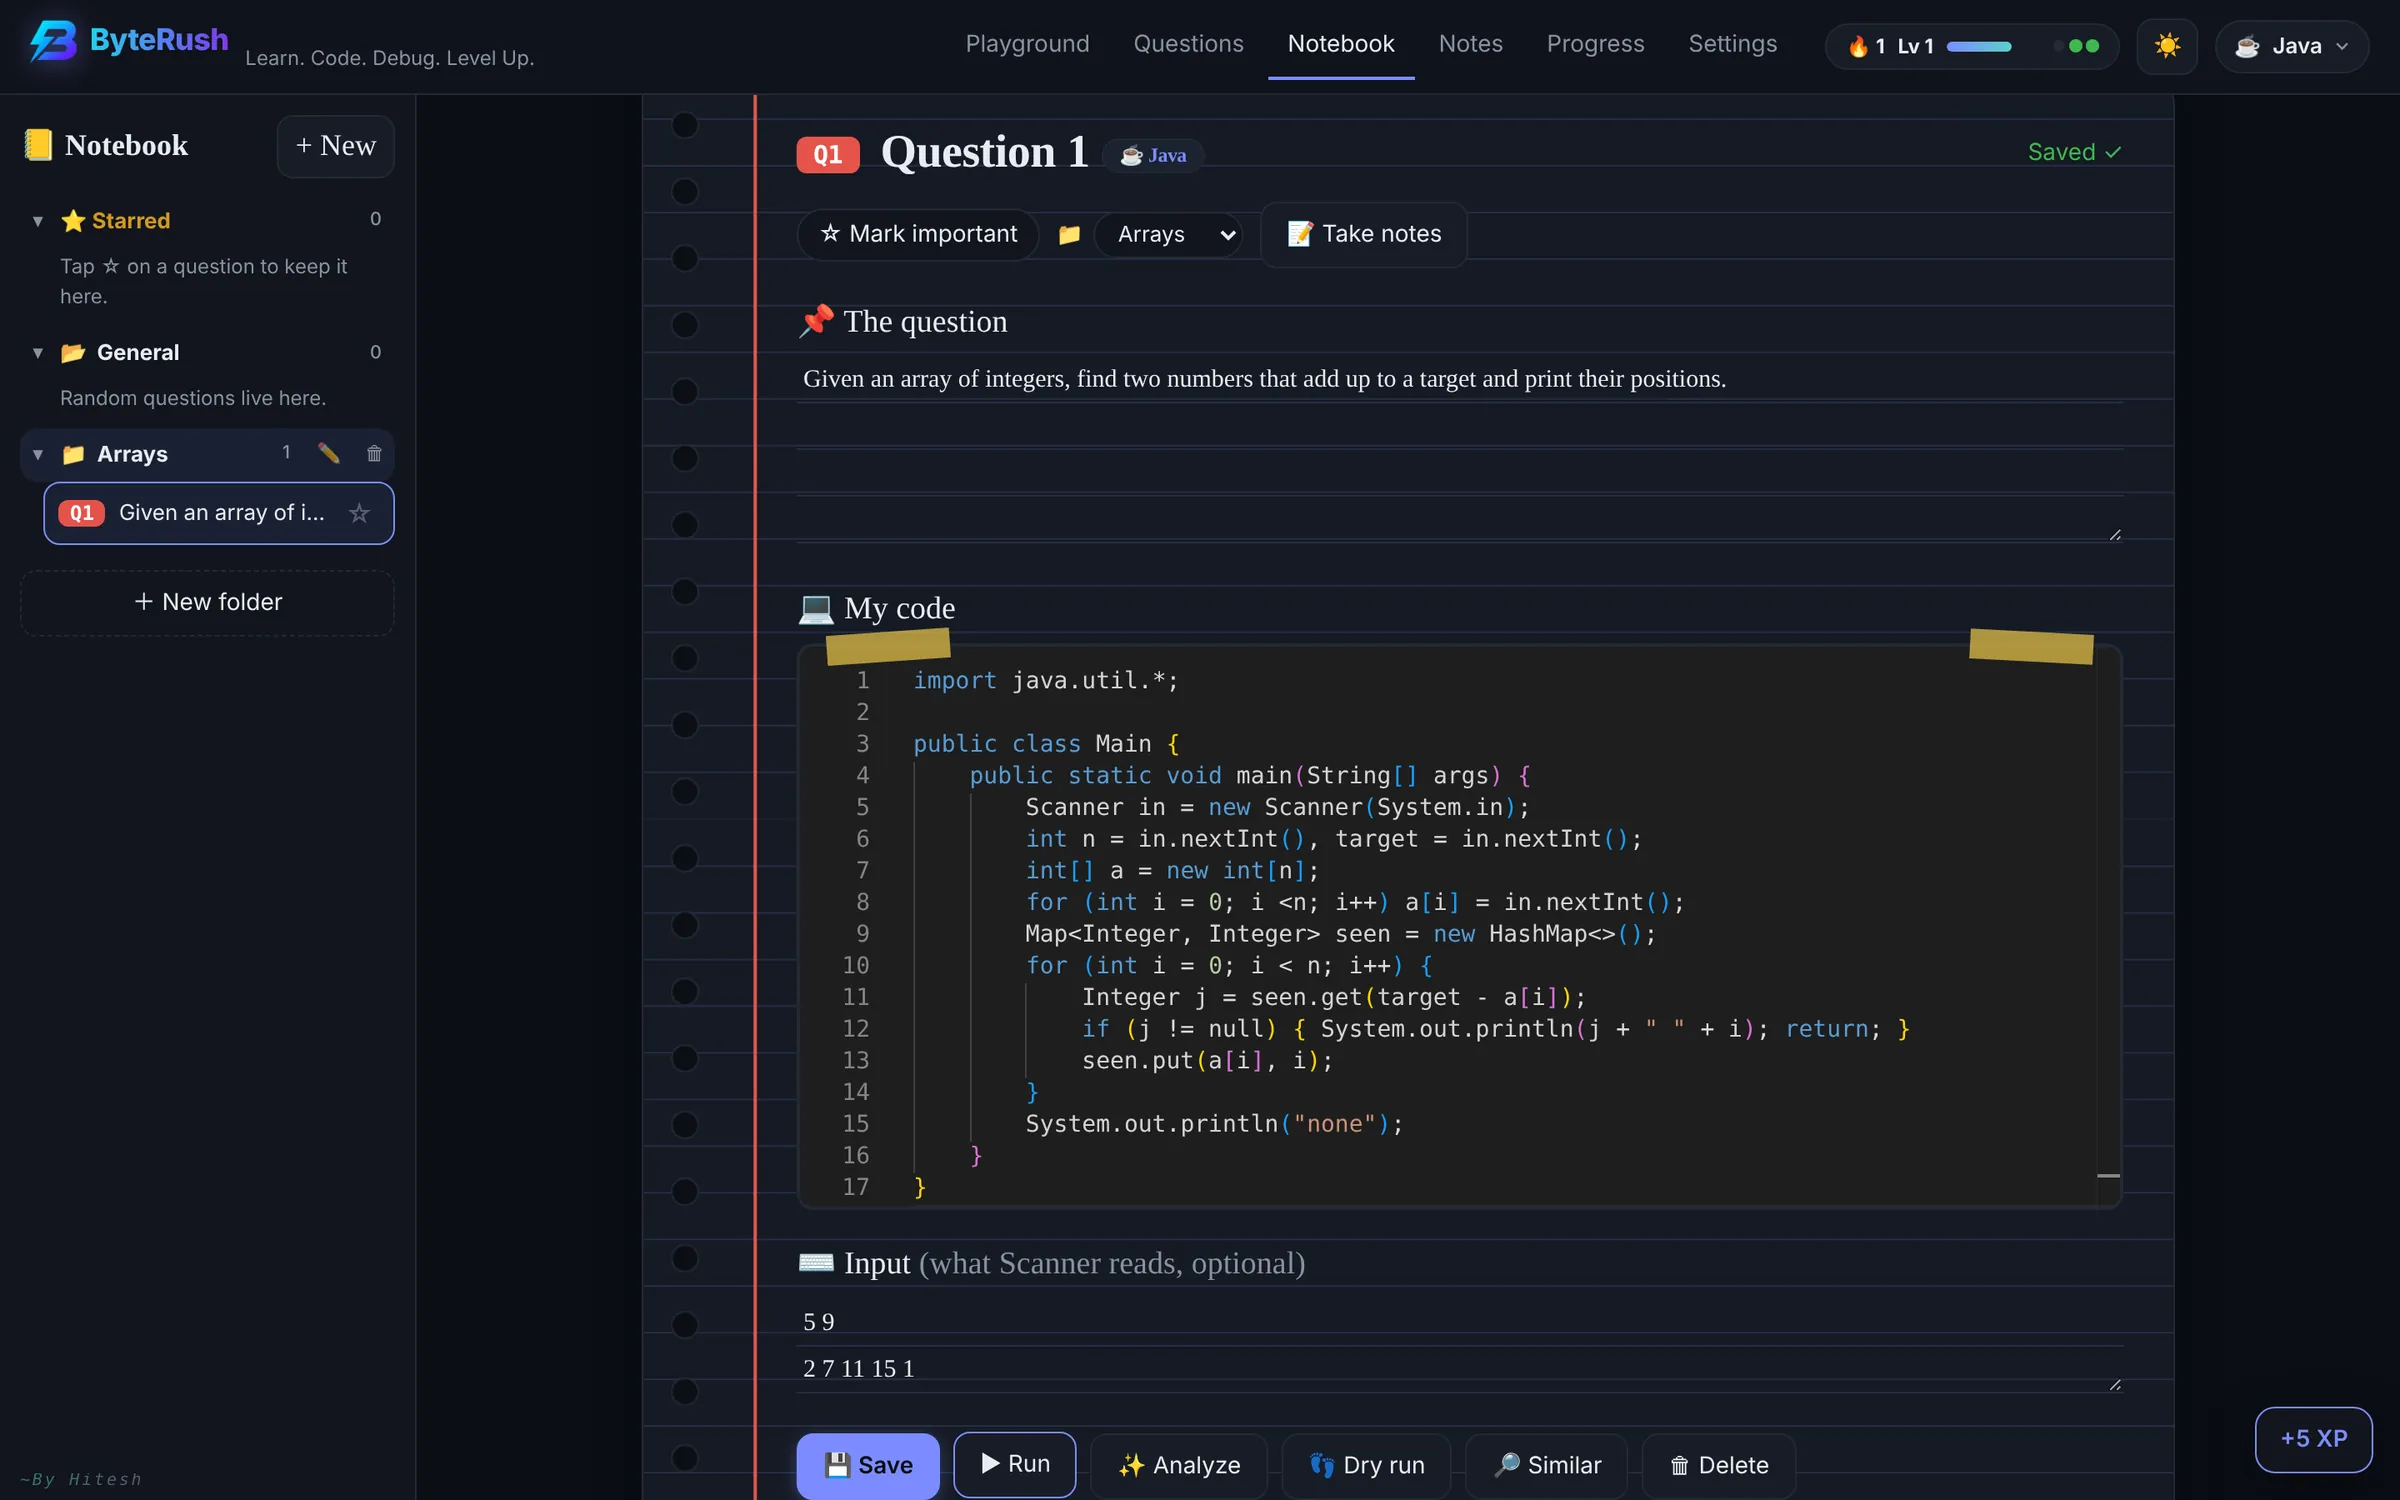 ByteRush
Learn. Code. Debug. Level Up.
Playground
Questions
Notebook
Notes
Progress
Settings
🔥 1 Lv 1
☕ Java
📒 Notebook
+ New
▼ ⭐ Starred 0
Tap ☆ on a question to keep it
here.
▼ 📂 General 0
Random questions live here.
▼ 📁 Arrays 1
Q1 Given an array of i... ☆
+ New folder
~By Hitesh
Q1 Question 1 ☕ Java
Saved ✓
☆ Mark important 📁 Arrays 📝 Take notes
📌 The question
Given an array of integers, find two numbers that add up to a target and print their positions.
💻 My code
1 import java.util.*;
2
3 public class Main {
4     public static void main(String[] args) {
5         Scanner in = new Scanner(System.in);
6         int n = in.nextInt(), target = in.nextInt();
7         int[] a = new int[n];
8         for (int i = 0; i <n; i++) a[i] = in.nextInt();
9         Map<Integer, Integer> seen = new HashMap<>();
10         for (int i = 0; i < n; i++) {
11             Integer j = seen.get(target - a[i]);
12             if (j != null) { System.out.println(j + " " + i); return; }
13             seen.put(a[i], i);
14         }
15         System.out.println("none");
16     }
17 }
⌨️ Input (what Scanner reads, optional)
5 9
2 7 11 15 1
💾 Save
▶ Run
✨ Analyze
👣 Dry run
🔎 Similar
🗑 Delete
+5 XP